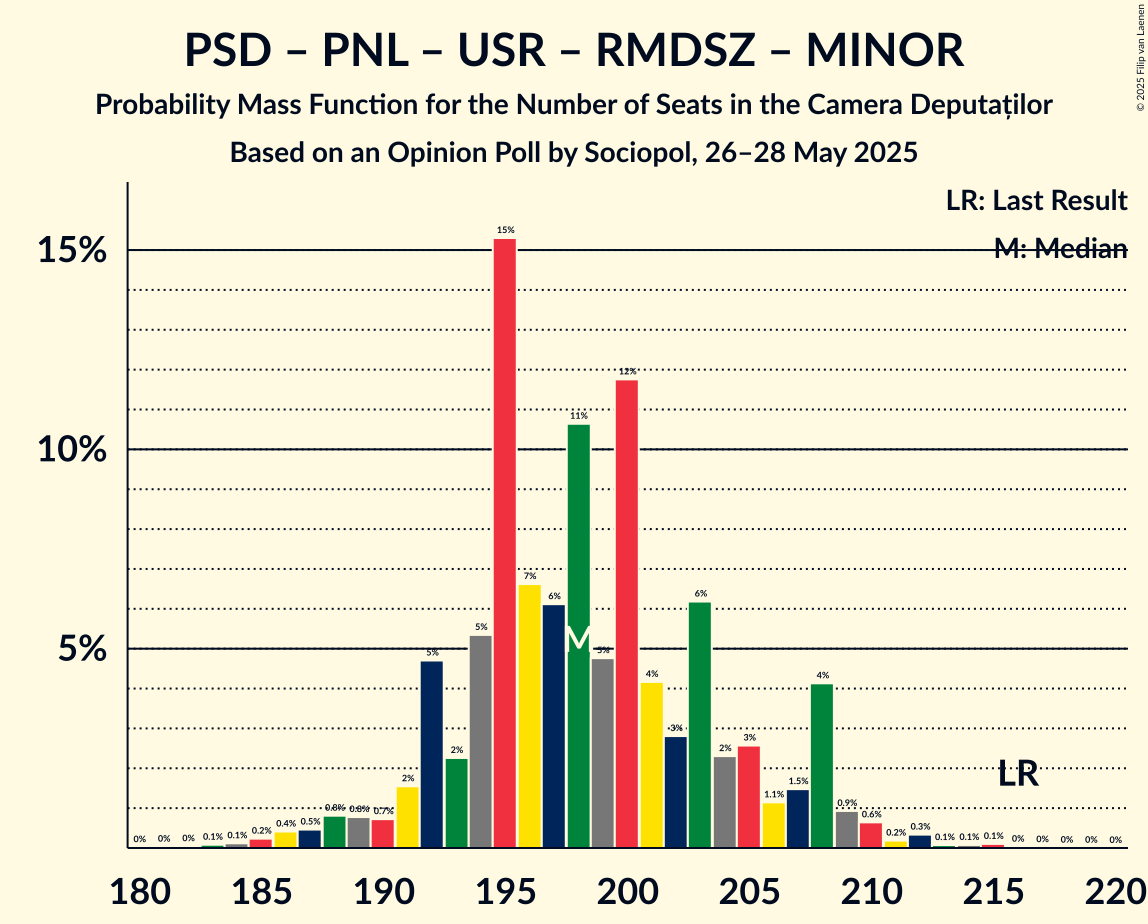 PSD – PNL – USR – RMDSZ – MINOR
Probability Mass Function for the Number of Seats in the Camera Deputaților
Based on an Opinion Poll by Sociopol, 26–28 May 2025
© 2025 Filip van Laenen
LR: Last Result
M: Median
15%
10%
5%
0% 0% 0% 0.1% 0.1% 0.2% 0.4% 0.5% 0.8% 0.8% 0.7% 2% 5% 2% 5% 15% 7% 6% 11% 5% 12% 4% 3% 6% 2% 3% 1.1% 1.5% 4% 0.9% 0.6% 0.2% 0.3% 0.1% 0.1% 0.1% 0% 0% 0% 0% 0%
M
LR
180 185 190 195 200 205 210 215 220